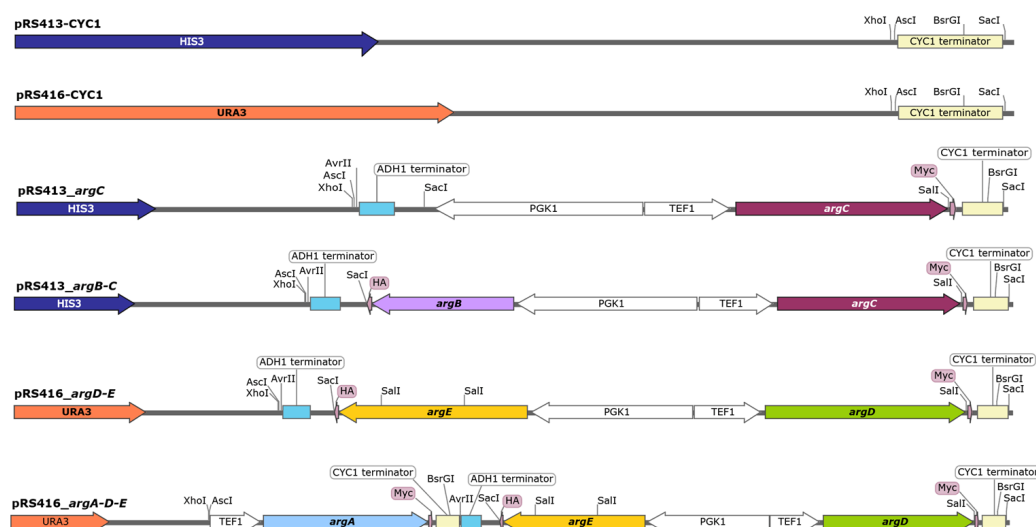 pRS413-CYC1
XhoI AscI BsrGI SacI
HIS3
CYC1 terminator
pRS416-CYC1
XhoI AscI BsrGI SacI
URA3
CYC1 terminator
pRS413_argC
AvrII
AscI
XhoI
ADH1 terminator
SacI
CYC1 terminator
Myc
SalI
BsrGI
SacI
HIS3
PGK1
TEF1
argC
pRS413_argB-C
ADH1 terminator
AscI AvrII
XhoI
SacI
HA
CYC1 terminator
Myc
SalI
BsrGI
SacI
HIS3
argB
PGK1
TEF1
argC
pRS416_argD-E
ADH1 terminator
AscI AvrII
XhoI
SacI
HA
SalI
SalI
CYC1 terminator
Myc
SalI
BsrGI
SacI
URA3
argE
PGK1
TEF1
argD
pRS416_argA-D-E
XhoI AscI
CYC1 terminator
Myc
BsrGI
AvrII
ADH1 terminator
SacI
HA
SalI
SalI
CYC1 terminator
Myc
SalI
BsrGI
SacI
URA3
TEF1
argA
argE
PGK1
TEF1
argD